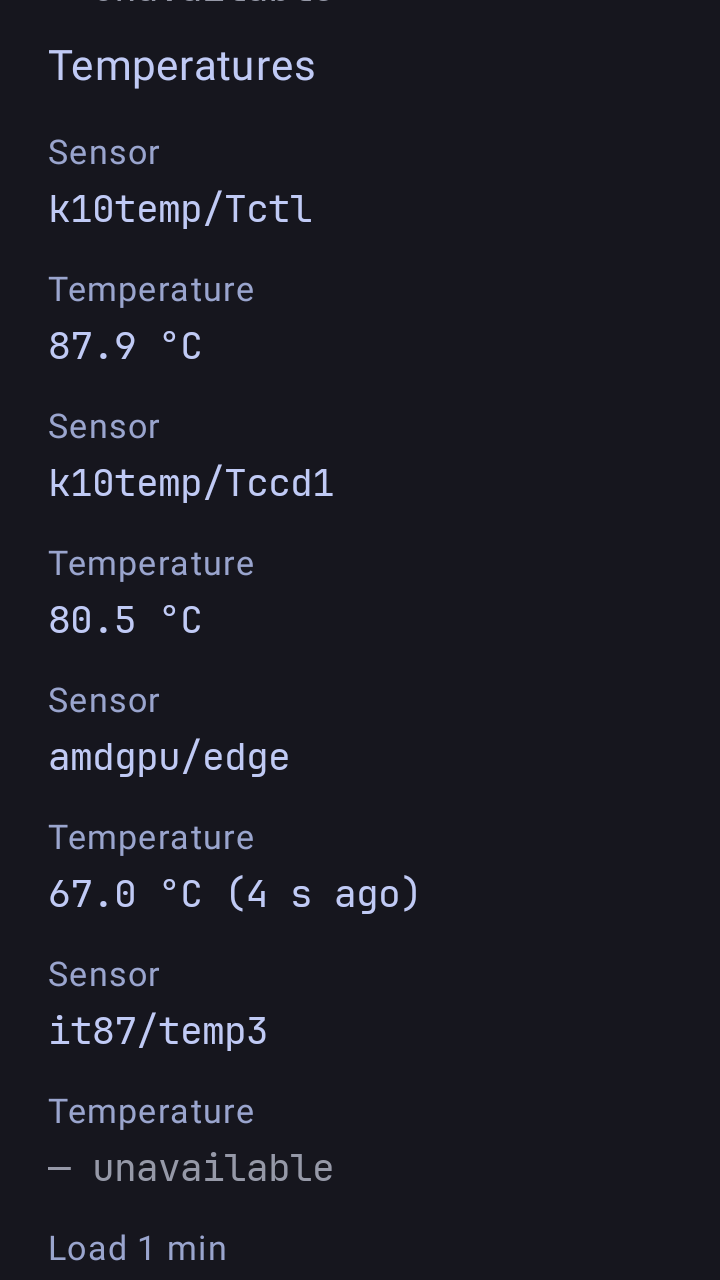 Temperatures
Sensor
k10temp/Tctl
Temperature
87.9 °C
Sensor
k10temp/Tccd1
Temperature
80.5 °C
Sensor
amdgpu/edge
Temperature
67.0 °C (4 s ago)
Sensor
it87/temp3
Temperature
— unavailable
Load 1 min